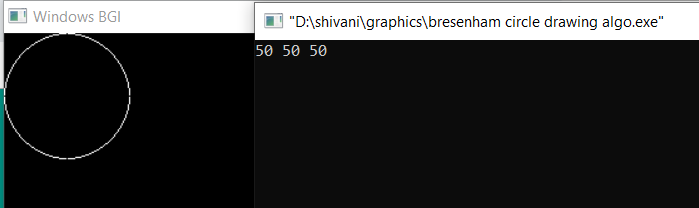 Windows BGI
"D:\shivani\graphics\bresenham circle drawing algo.exe"
50 50 50